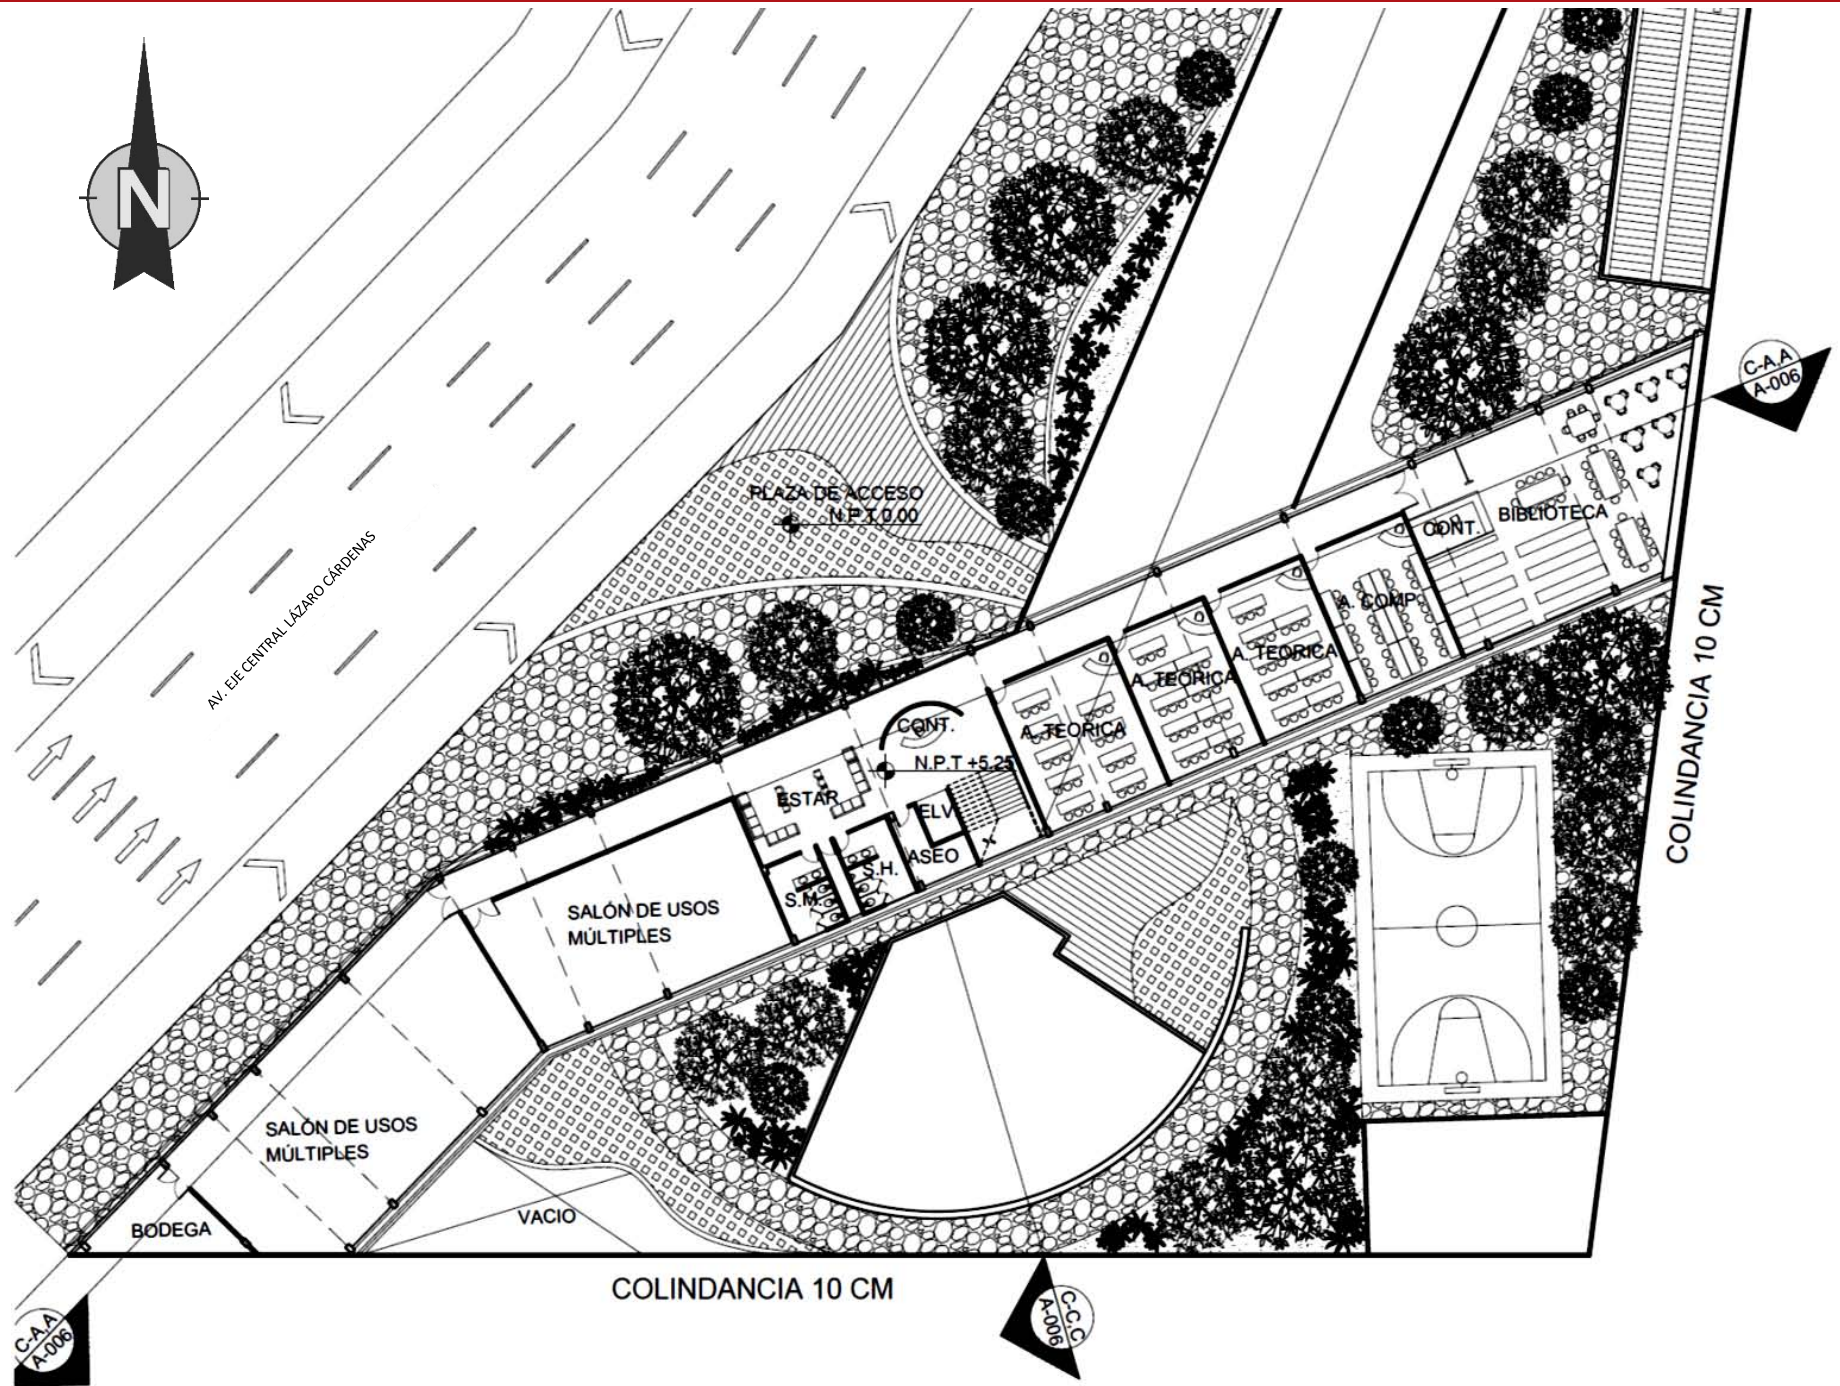 N
C-A,A
A-006
PLAZA DE ACCESO
N.P.T 0.00
CONT.
BIBLIOTECA
AV. EJE CENTRAL LÁZARO CÁRDENAS
A. COMP.
A. TEORICA
A. TEORICA
A. TEORICA
COLINDANCIA 10 CM
CONT.
N.P.T +5.25
ESTAR
ELV.
ASEO
S.H.
S.M.
SALÓN DE USOS
MÚLTIPLES
SALÓN DE USOS
MÚLTIPLES
BODEGA
VACIO
COLINDANCIA 10 CM
C-A,A
A-006
C-C,C
A-006